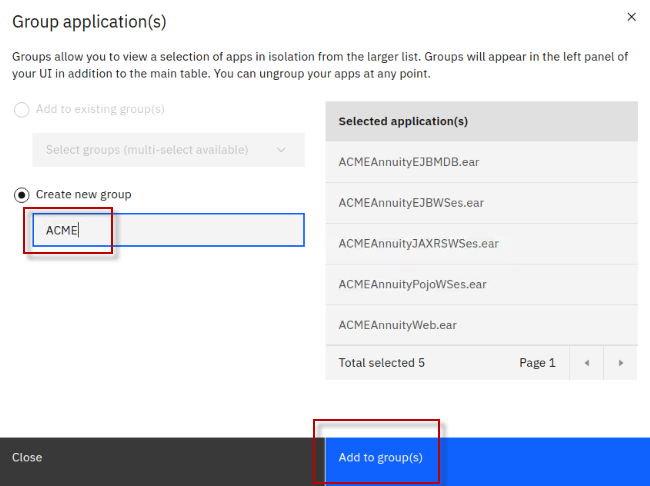 Group application(s)
Groups allow you to view a selection of apps in isolation from the larger list. Groups will appear in the left panel of
your UI in addition to the main table. You can ungroup your apps at any point.
Add to existing group(s)
Select groups (multi-select available)
Create new group
ACME
Selected application(s)
ACMEAnnuityEJBMDB.ear
ACMEAnnuityEJBWSes.ear
ACMEAnnuityJAXRSWSes.ear
ACMEAnnuityPojoWSes.ear
ACMEAnnuityWeb.ear
Total selected 5
Page 1
Close
Add to group(s)